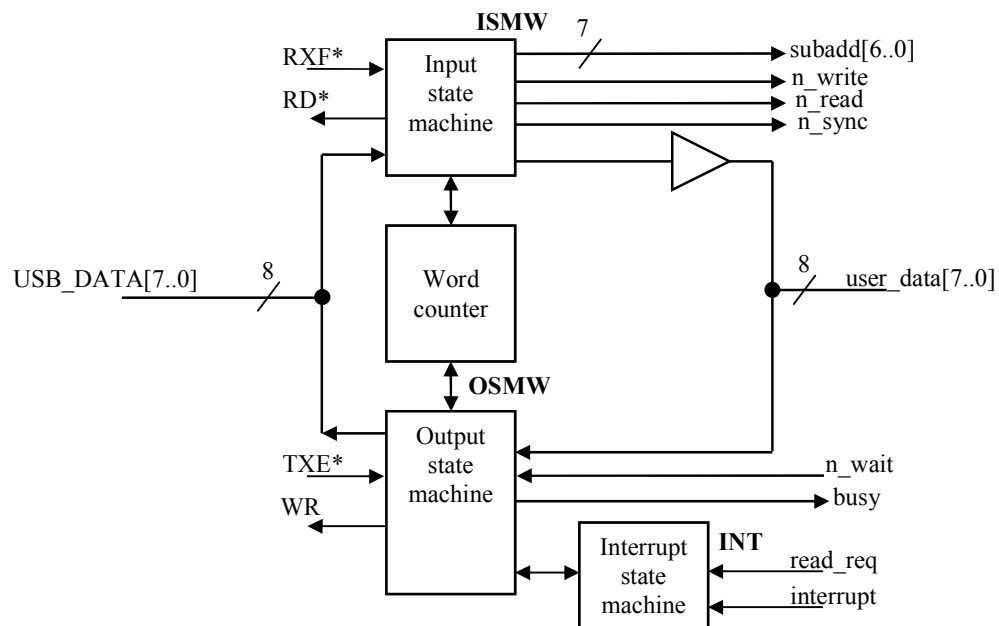 ISMW
7
subadd[6..0]
RXF*
Input
state
machine
n_write
n_read
RD*
n_sync
USB_DATA[7..0]
8
Word
counter
8
user_data[7..0]
OSMW
Output
state
machine
TXE*
n_wait
WR
busy
Interrupt
state
machine
INT
read_req
interrupt